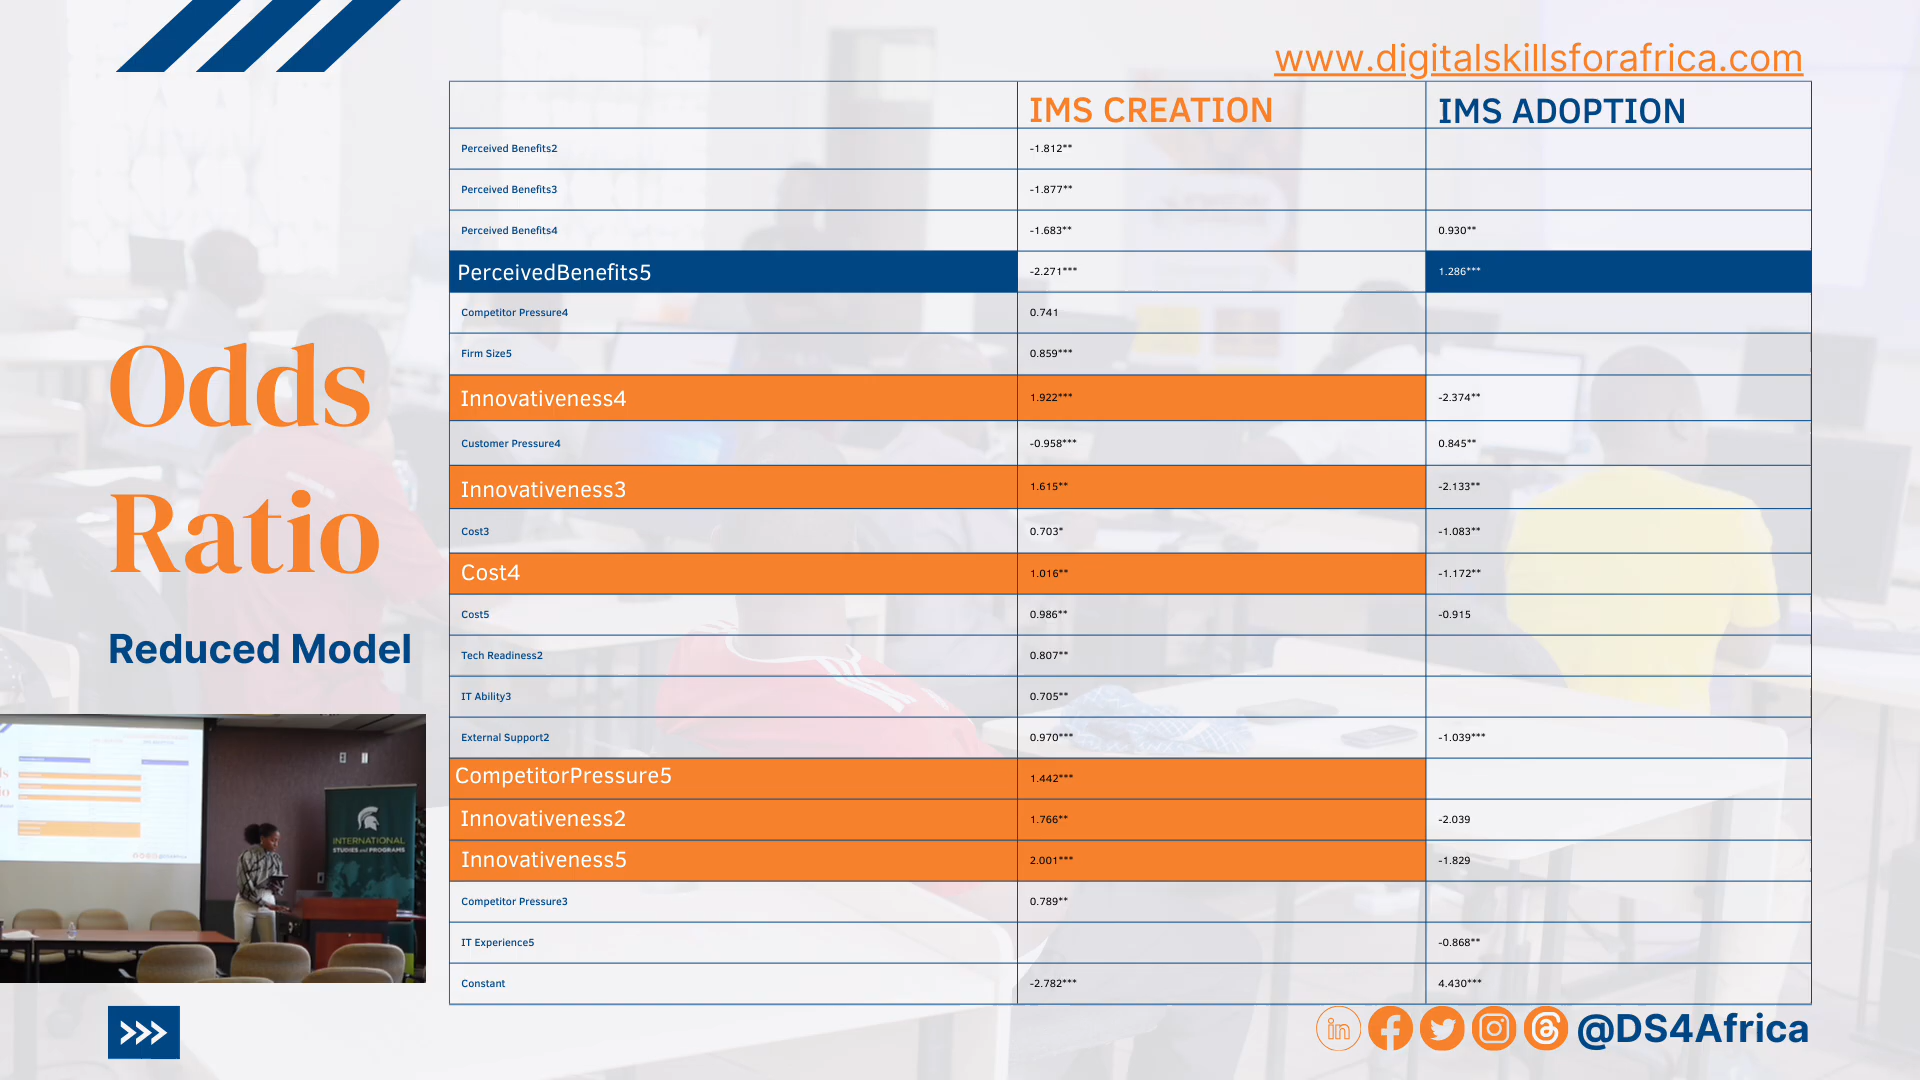 www.digitalskillsforafrica.com
IMS CREATION IMS ADOPTION
Perceived Benefits2 -1.812**
Perceived Benefits3 -1.877**
Perceived Benefits4 -1.683** 0.930**
PerceivedBenefits5 -2.271*** 1.286***
Competitor Pressure4 0.741
Firm Size5 0.859***
Innovativeness4 1.922*** -2.374**
Customer Pressure4 -0.958*** 0.845**
Innovativeness3 1.615** -2.133**
Cost3 0.703* -1.083**
Cost4 1.016** -1.172**
Cost5 0.986** -0.915
Tech Readiness2 0.807**
IT Ability3 0.705**
External Support2 0.970*** -1.039***
CompetitorPressure5 1.442***
Innovativeness2 1.766** -2.039
Innovativeness5 2.001*** -1.829
Competitor Pressure3 0.789**
IT Experience5 -0.868**
Constant -2.782*** 4.430***
Odds
Ratio
Reduced Model
INTERNATIONAL
STUDIES and PROGRAMS
@DS4Africa